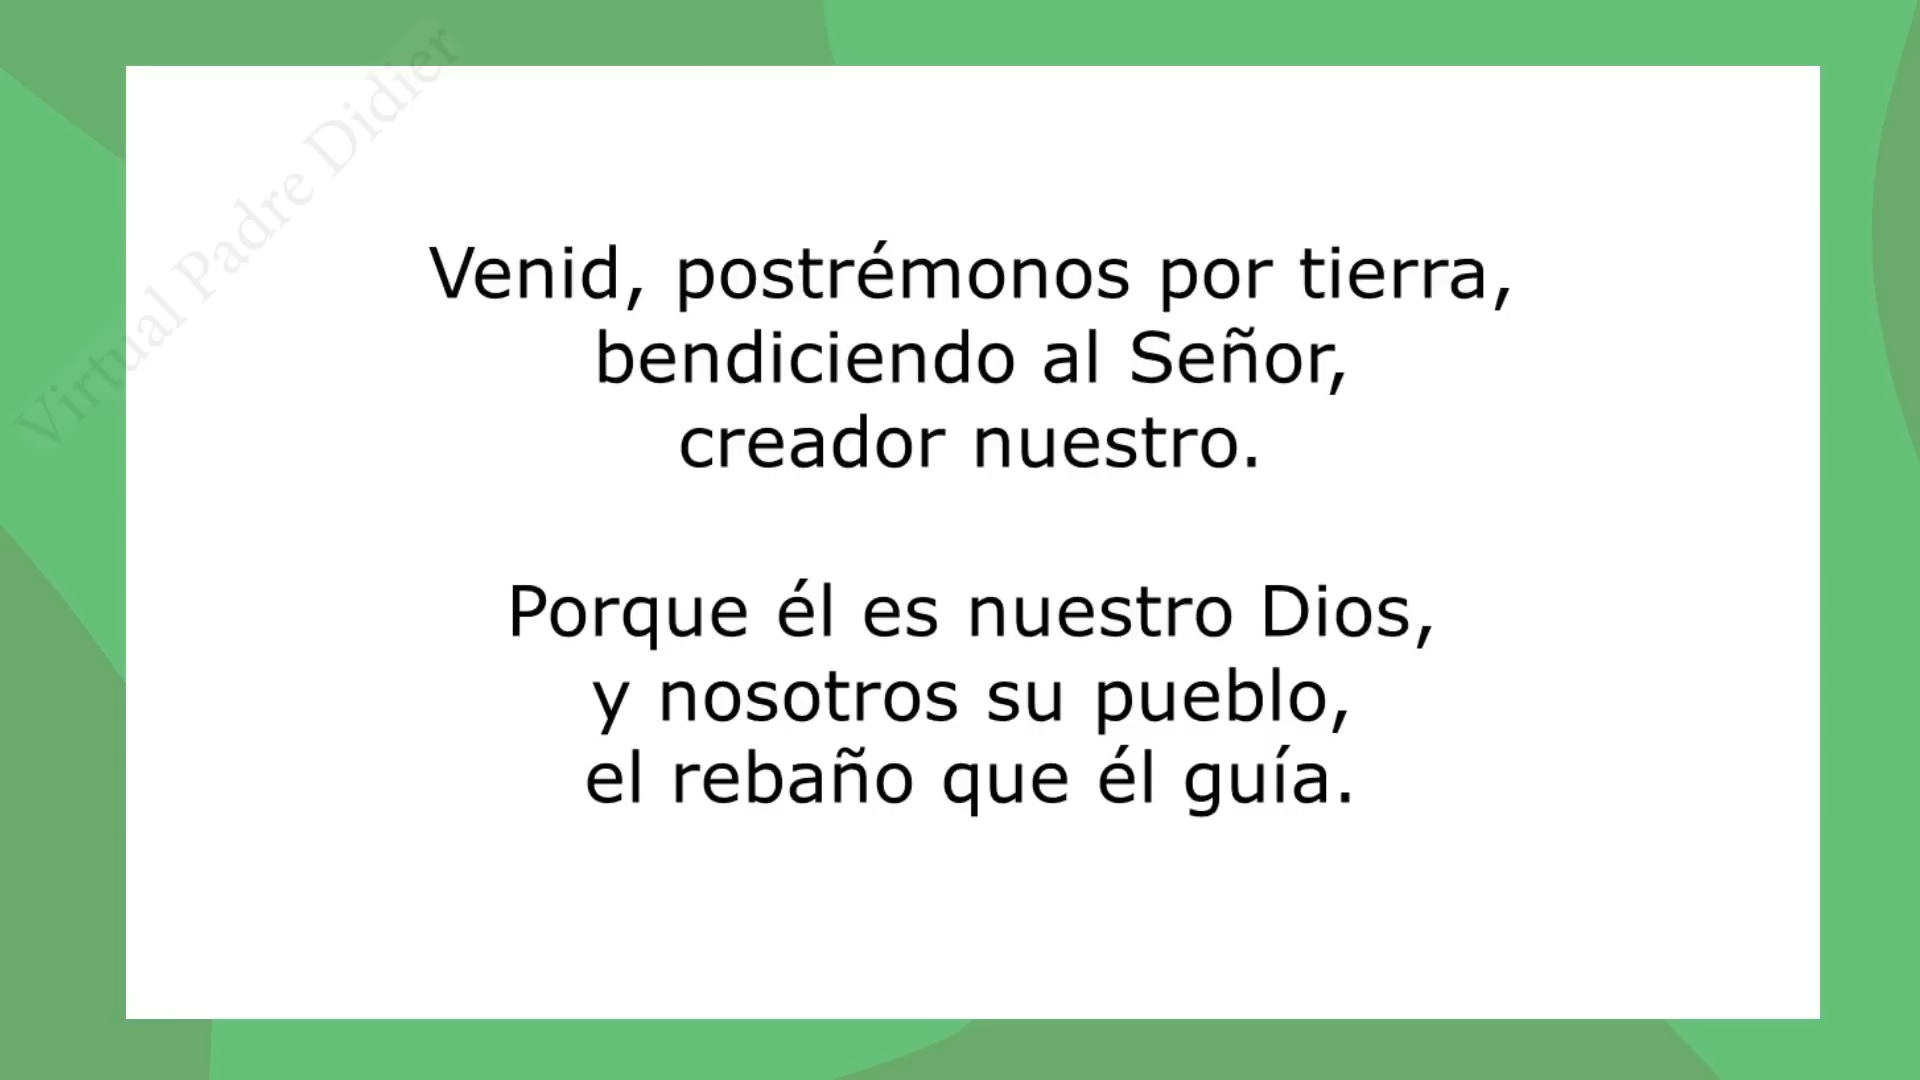 Virtual Padre Didier
Venid, postrémonos por tierra,
bendiciendo al Señor,
creador nuestro.
Porque él es nuestro Dios,
y nosotros su pueblo,
el rebaño que él guía.